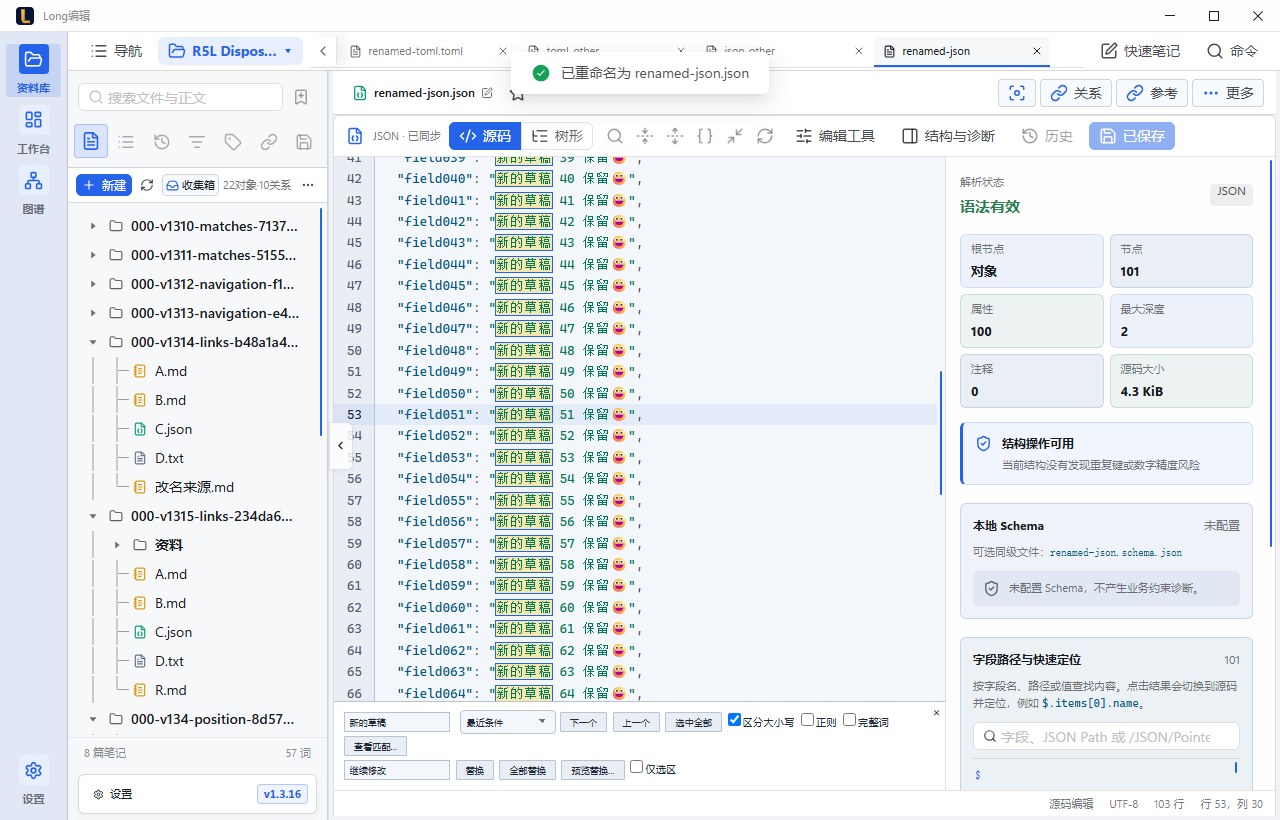 Long编辑
导航
R5L Dispos...
renamed-toml.toml
renamed-json
快速笔记
命令
已重命名为 renamed-json.json
资料库
工作台
图谱
设置
搜索文件与正文
新建
收集箱
22对象·10关系
000-v1310-matches-7137...
000-v1311-matches-5155...
000-v1312-navigation-f1...
000-v1313-navigation-e4...
000-v1314-links-b48a1a4...
A.md
B.md
C.json
D.txt
改名来源.md
000-v1315-links-234da6...
资料
A.md
B.md
C.json
D.txt
R.md
000-v134-position-8d57...
8 篇笔记
57 词
设置
v1.3.16
renamed-json.json
关系
参考
更多
JSON · 已同步
源码
树形
编辑工具
结构与诊断
历史
已保存
41 "field039": "新的草稿 39 保留😀",
42 "field040": "新的草稿 40 保留😀",
43 "field041": "新的草稿 41 保留😀",
44 "field042": "新的草稿 42 保留😀",
45 "field043": "新的草稿 43 保留😀",
46 "field044": "新的草稿 44 保留😀",
47 "field045": "新的草稿 45 保留😀",
48 "field046": "新的草稿 46 保留😀",
49 "field047": "新的草稿 47 保留😀",
50 "field048": "新的草稿 48 保留😀",
51 "field049": "新的草稿 49 保留😀",
52 "field050": "新的草稿 50 保留😀",
53 "field051": "新的草稿 51 保留😀",
54 "field052": "新的草稿 52 保留😀",
55 "field053": "新的草稿 53 保留😀",
56 "field054": "新的草稿 54 保留😀",
57 "field055": "新的草稿 55 保留😀",
58 "field056": "新的草稿 56 保留😀",
59 "field057": "新的草稿 57 保留😀",
60 "field058": "新的草稿 58 保留😀",
61 "field059": "新的草稿 59 保留😀",
62 "field060": "新的草稿 60 保留😀",
63 "field061": "新的草稿 61 保留😀",
64 "field062": "新的草稿 62 保留😀",
65 "field063": "新的草稿 63 保留😀",
66 "field064": "新的草稿 64 保留😀",
新的草稿
最近条件
下一个
上一个
选中全部
区分大小写
正则
完整词
查看匹配...
继续修改
替换
全部替换
预览替换...
仅选区
解析状态
JSON
语法有效
根节点
对象
节点
101
属性
100
最大深度
2
注释
0
源码大小
4.3 KiB
结构操作可用
当前结构没有发现重复键或数字精度风险
本地 Schema
未配置
可选同级文件：renamed-json.schema.json
未配置 Schema，不产生业务约束诊断。
字段路径与快速定位
101
按字段名、路径或值查找内容。点击结果会切换到源码
并定位，例如 $.items[0].name。
字段、JSON Path 或 /JSON/Pointe
$
源码编辑
UTF-8
103 行
行 53，列 30